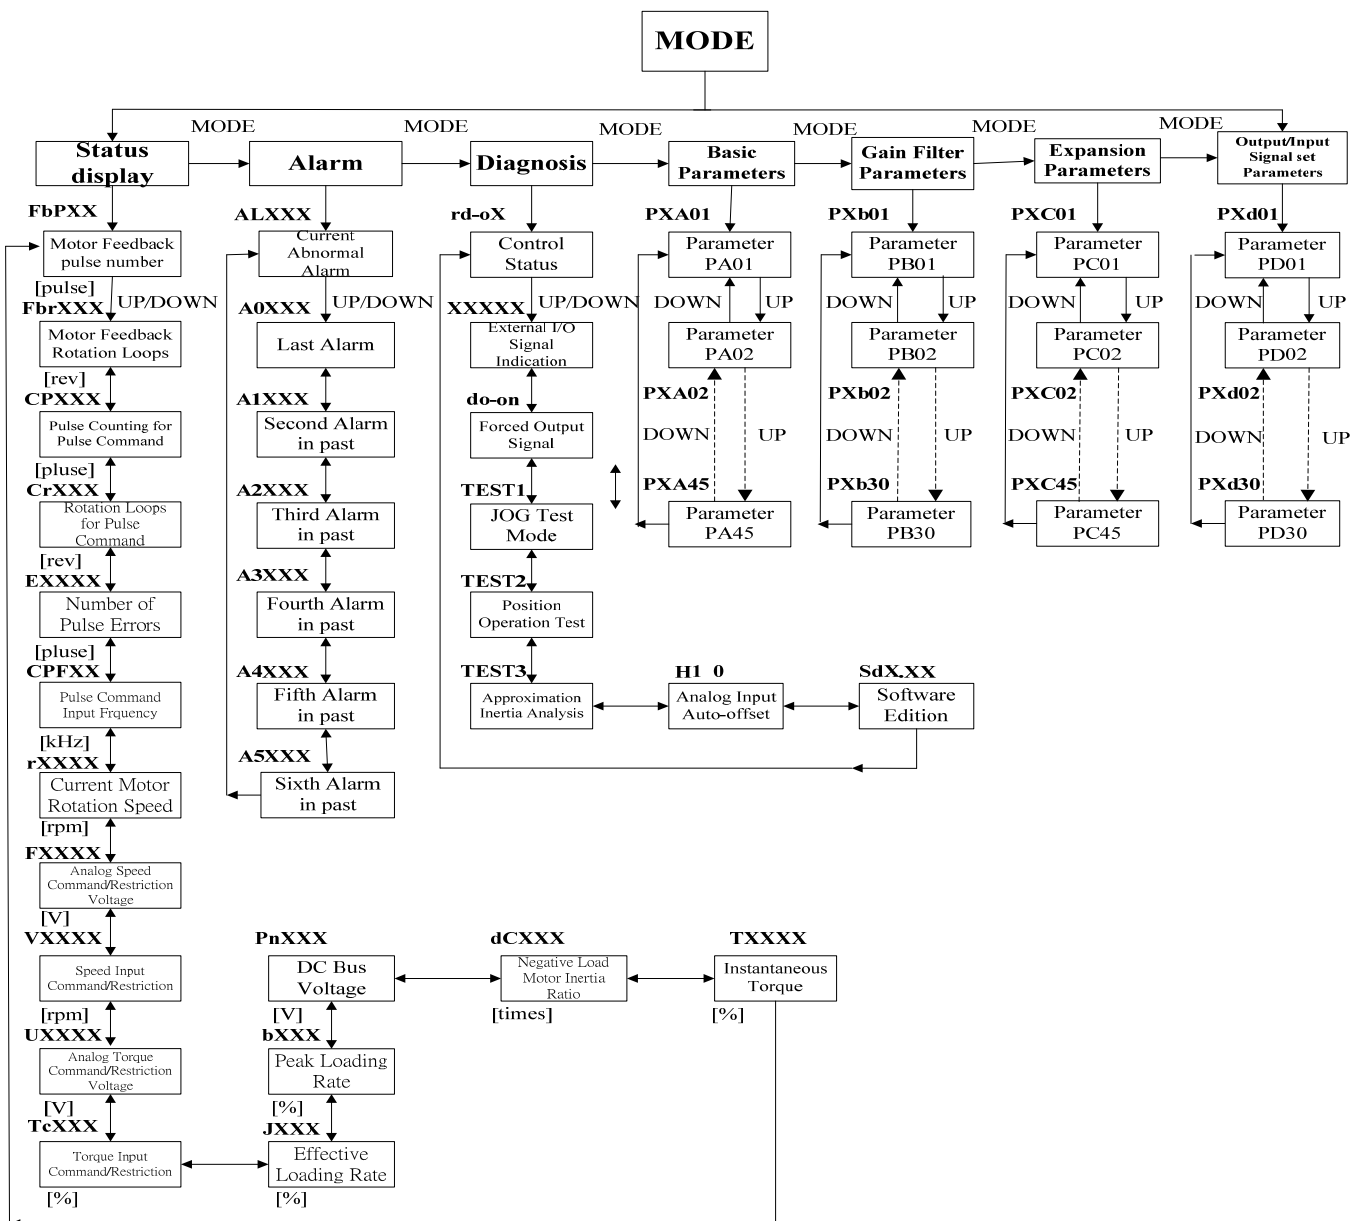 MODE
MODE
MODE
MODE
MODE
MODE
MODE
Status
display
Alarm
Diagnosis
Basic
Parameters
Gain Filter
Parameters
Expansion
Parameters
Output/Input
Signal set
Parameters
FbPXX
Motor Feedback
pulse number
[pulse]
UP/DOWN
FbrXXX
Motor Feedback
Rotation Loops
[rev]
CPXXX
Pulse Counting for
Pulse Command
[pluse]
CrXXX
Rotation Loops
for Pulse
Command
[rev]
EXXXX
Number of
Pulse Errors
[pluse]
CPFXX
Pulse Command
Input Frquency
[kHz]
rXXXX
Current Motor
Rotation Speed
[rpm]
FXXXX
Analog Speed
Command/Restriction
Voltage
[V]
VXXXX
Speed Input
Command/Restriction
[rpm]
UXXXX
Analog Torque
Command/Restriction
Voltage
[V]
TcXXX
Torque Input
Command/Restriction
[%]
ALXXX
Current
Abnormal
Alarm
UP/DOWN
A0XXX
Last Alarm
A1XXX
Second Alarm
in past
A2XXX
Third Alarm
in past
A3XXX
Fourth Alarm
in past
A4XXX
Fifth Alarm
in past
A5XXX
Sixth Alarm
in past
rd-oX
Control
Status
UP/DOWN
XXXXX
External I/O
Signal
Indication
do-on
Forced Output
Signal
TEST1
JOG Test
Mode
TEST2
Position
Operation Test
TEST3
Approximation
Inertia Analysis
H1 0
Analog Input
Auto-offset
SdX.XX
Software
Edition
PXA01
Parameter
PA01
DOWN
UP
Parameter
PA02
PXA02
DOWN
UP
PXA45
Parameter
PA45
PXb01
Parameter
PB01
DOWN
UP
Parameter
PB02
PXb02
DOWN
UP
PXb30
Parameter
PB30
PXC01
Parameter
PC01
DOWN
UP
Parameter
PC02
PXC02
DOWN
UP
PXC45
Parameter
PC45
PXd01
Parameter
PD01
DOWN
UP
Parameter
PD02
PXd02
DOWN
UP
PXd30
Parameter
PD30
PnXXX
DC Bus
Voltage
[V]
bXXX
Peak Loading
Rate
[%]
JXXX
Effective
Loading Rate
[%]
dCXXX
Negative Load
Motor Inertia
Ratio
[times]
TXXXX
Instantaneous
Torque
[%]